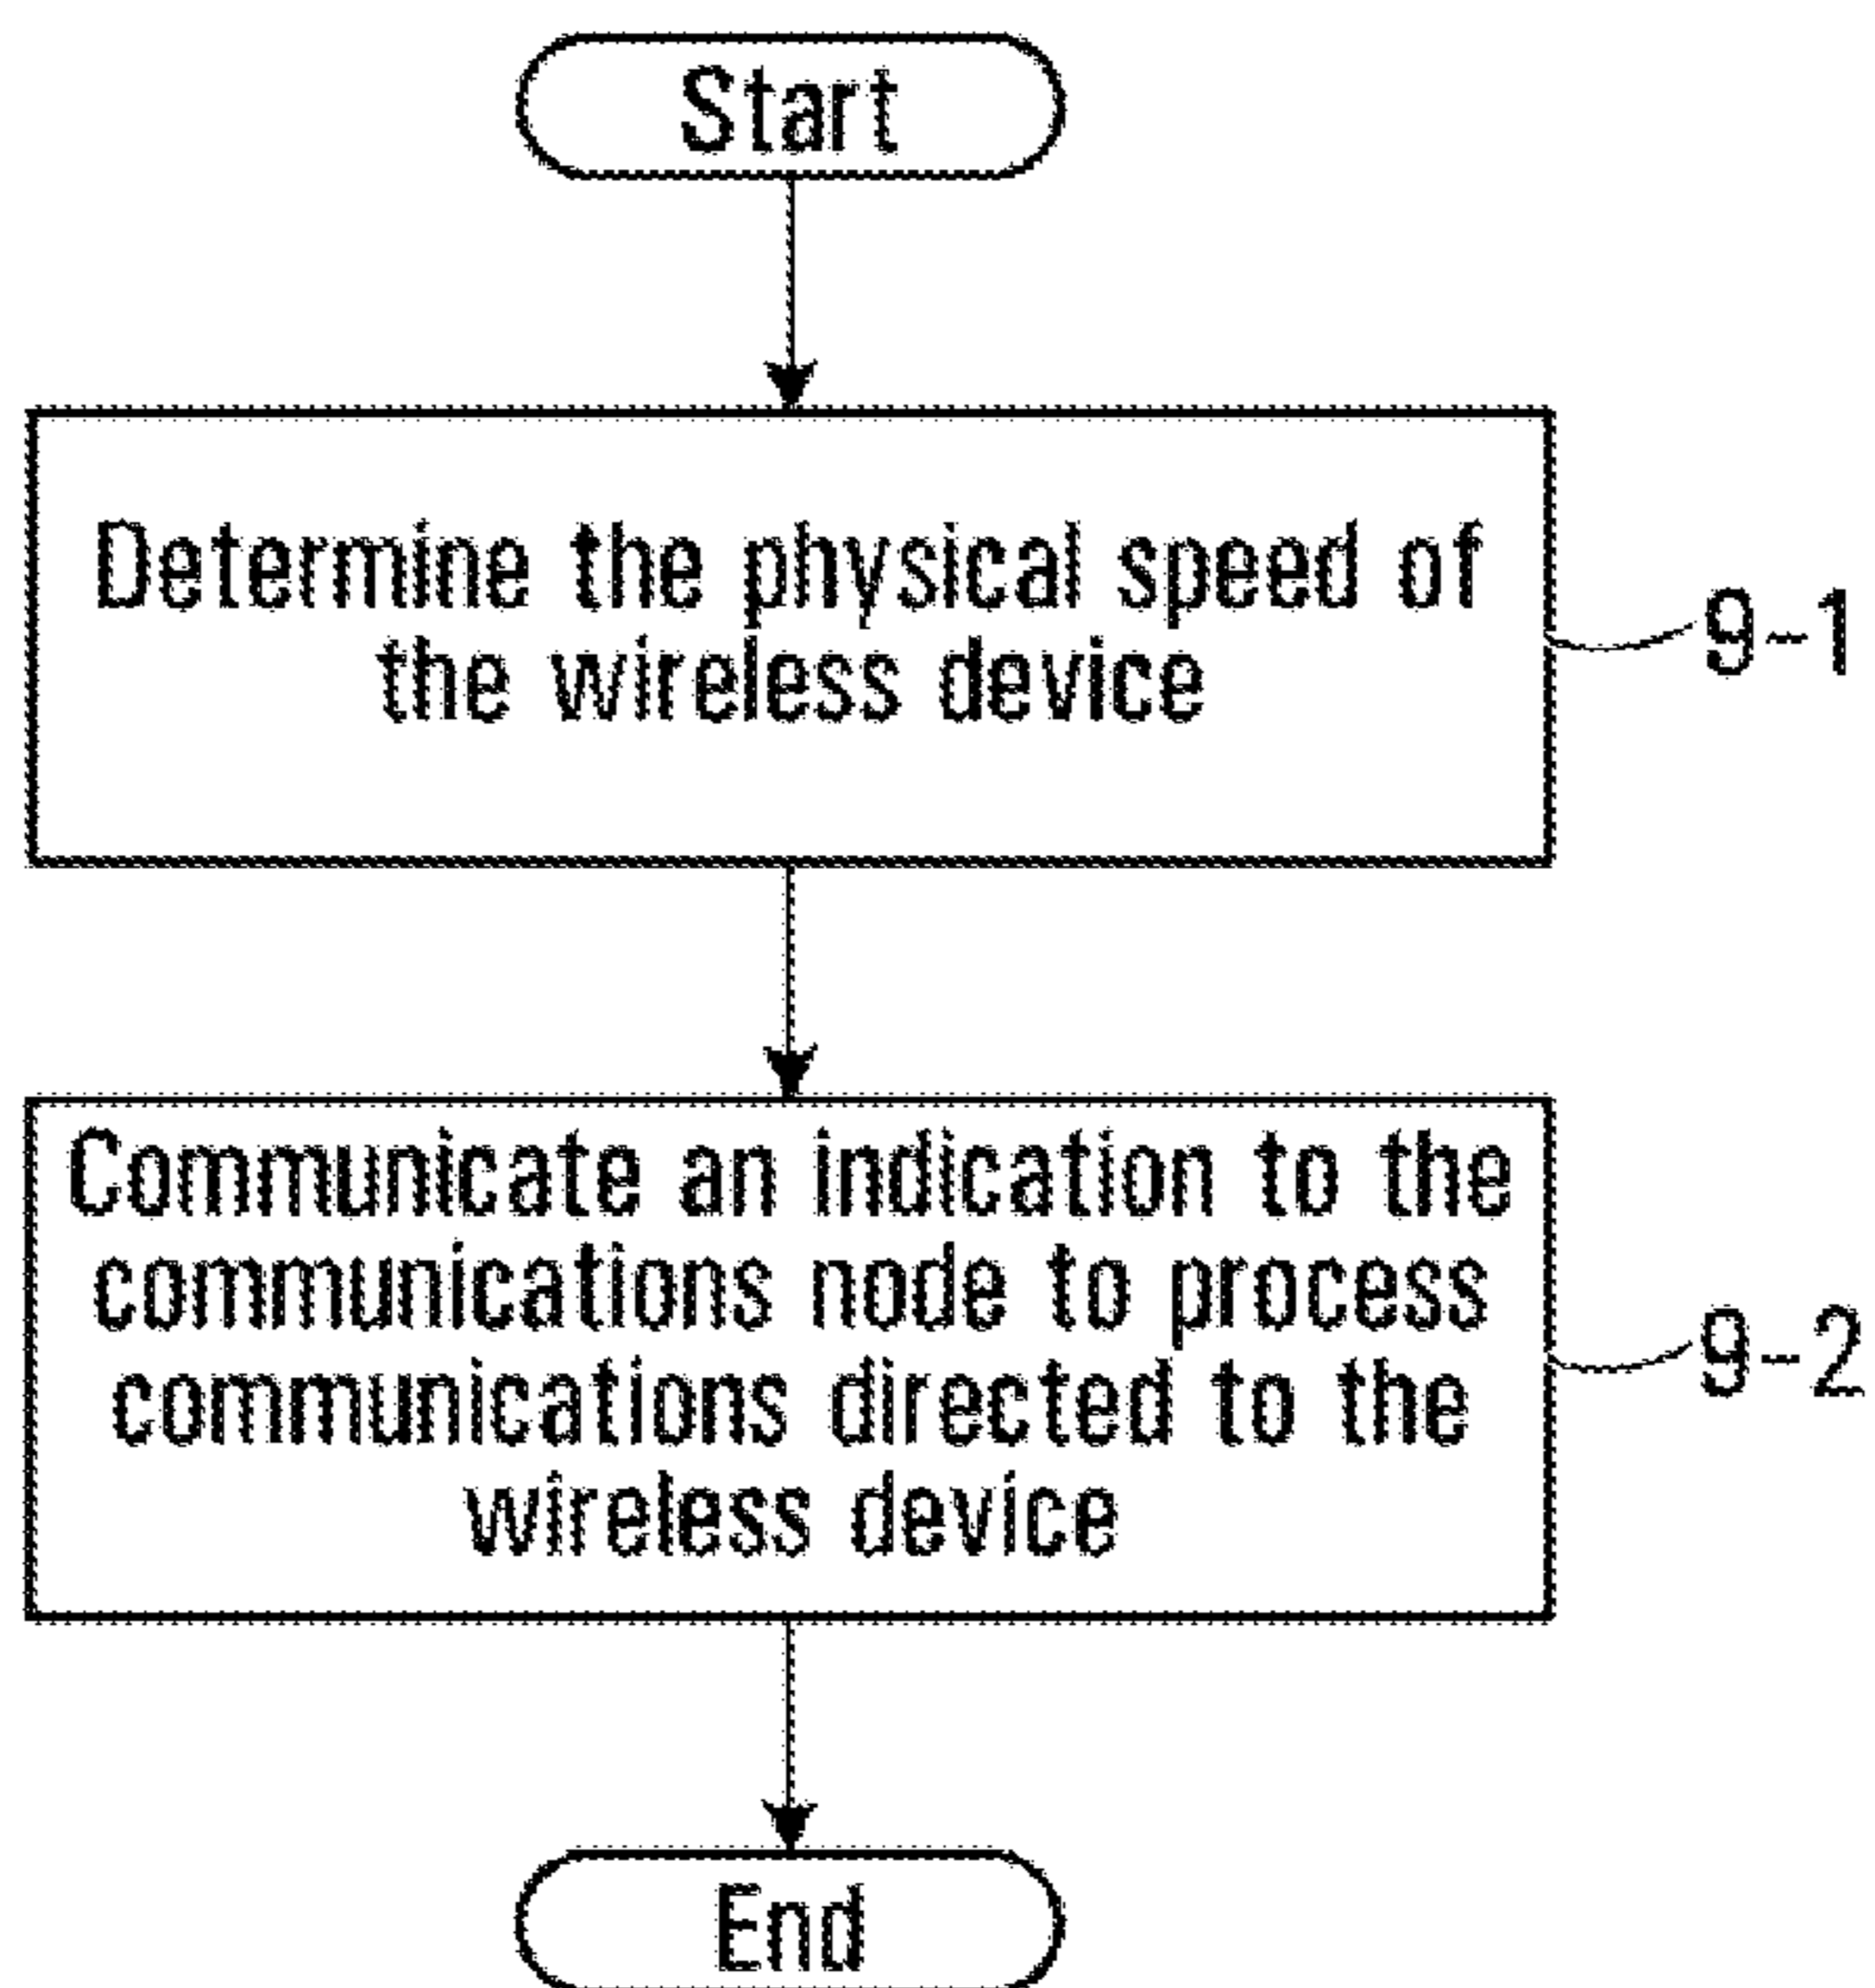 Start
Determine the physical speed of
the wireless device
9-1
Communicate an indication to the
communications node to process
communications directed to the
wireless device
9-2
End